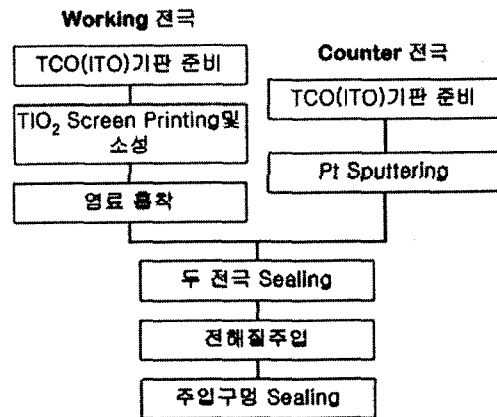 Working 전극
TCO(ITO)기판 준비
TiO2 Screen Printing및
소성
염료 흡착
Counter 전극
TCO(ITO)기판 준비
Pt Sputtering
두 전극 Sealing
전해질주입
주입구멍 Sealing